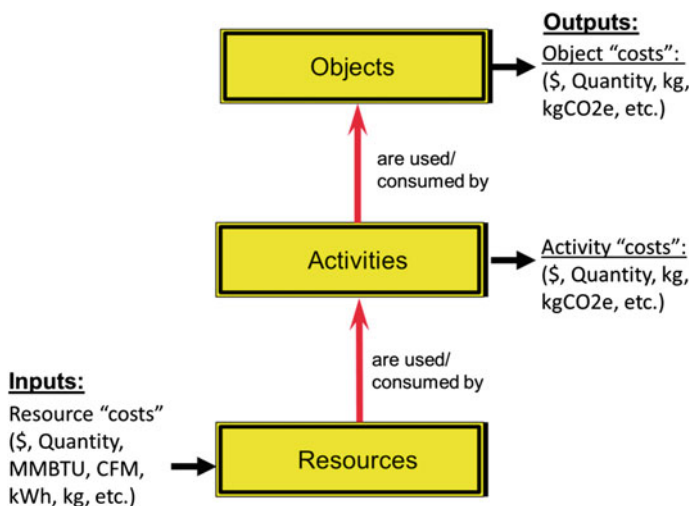 Outputs:
Object “costs”:
($, Quantity, kg,
kgCO2e, etc.)
Objects
are used/
consumed by
Activities
Activity “costs”:
($, Quantity, kg,
kgCO2e, etc.)
are used/
consumed by
Inputs:
Resource “costs”
($, Quantity,
MMBTU, CFM,
kWh, kg, etc.)
Resources